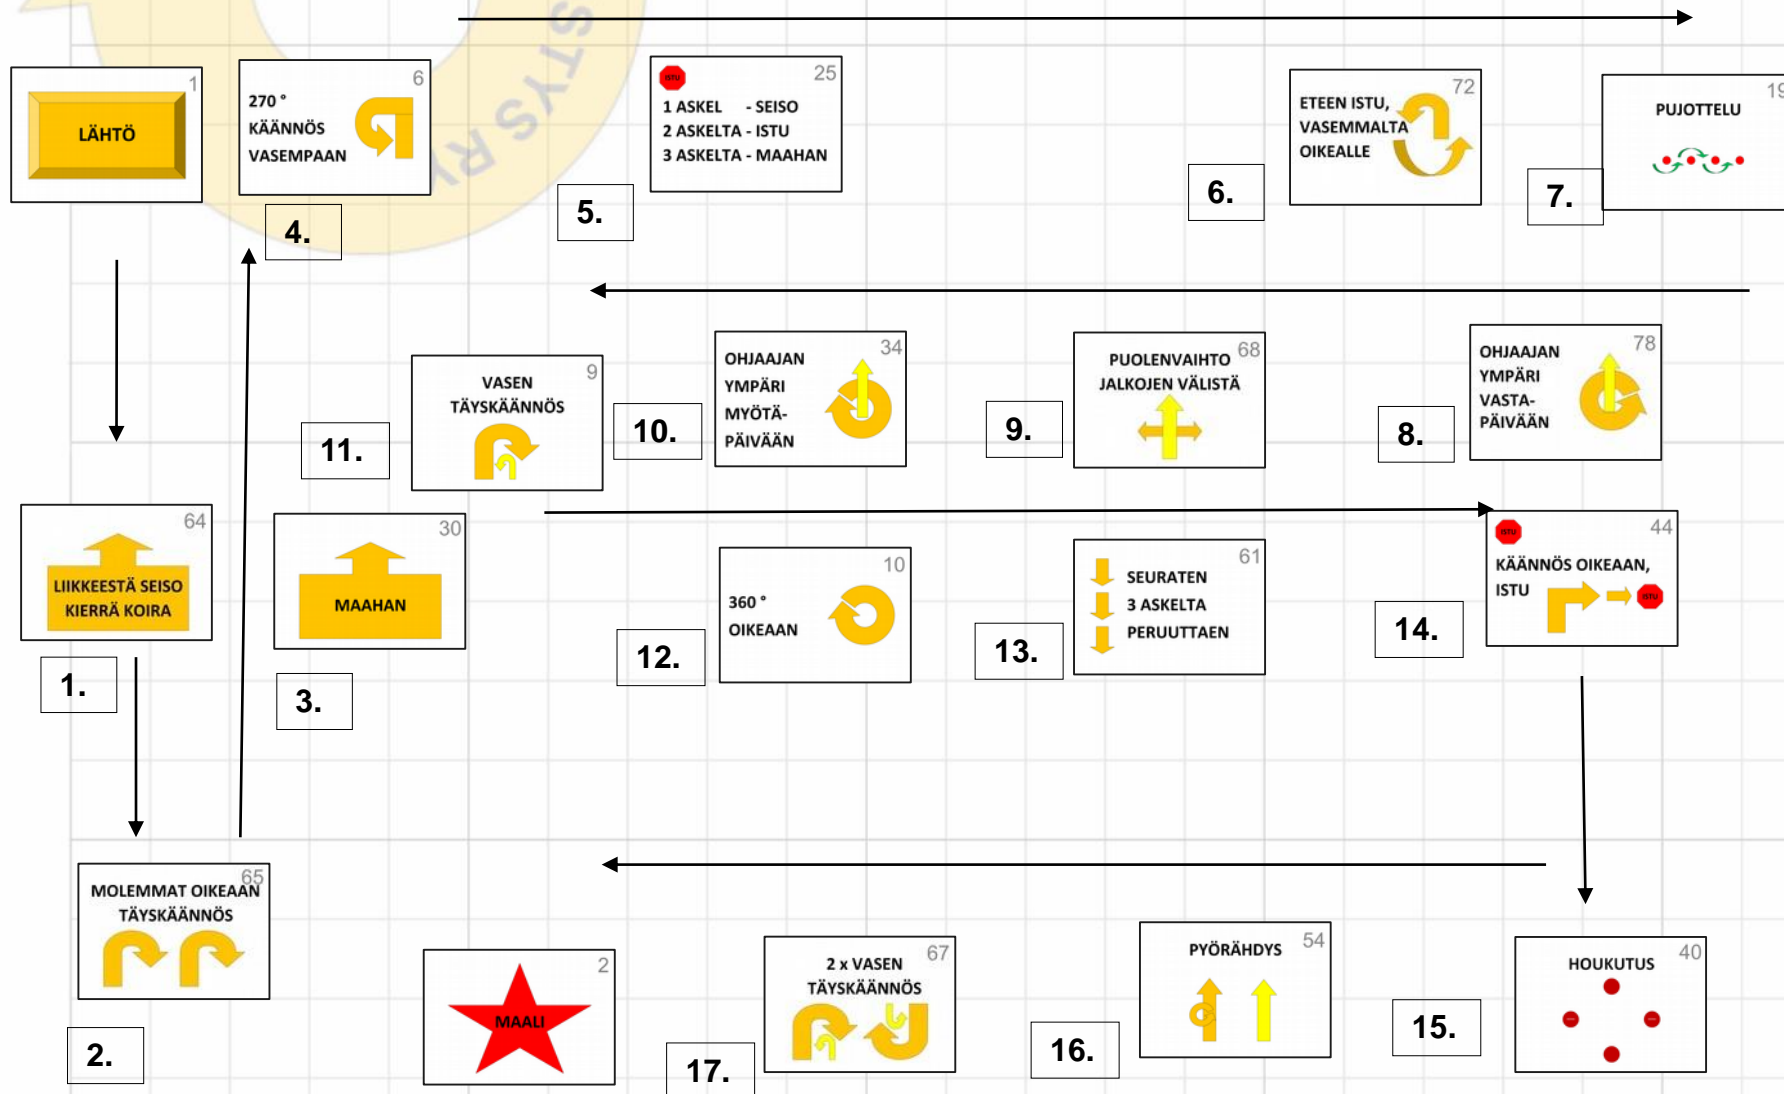 STYS RY
1
LÄHTÖ
6
270 °
KÄÄNNÖS
VASEMPAAN
4.
25
ISTU
1 ASKEL - SEISO
2 ASKELTA - ISTU
3 ASKELTA - MAAHAN
5.
72
ETEEN ISTU,
VASEMMALTA
OIKEALLE
6.
19
PUJOTTELU
7.
9
VASEN
TÄYSKÄÄNNÖS
11.
34
OHJAAJAN
YMPÄRI
MYÖTÄ-
PÄIVÄÄN
10.
68
PUOLENVAIHTO
JALKOJEN VÄLISTÄ
9.
78
OHJAAJAN
YMPÄRI
VASTA-
PÄIVÄÄN
8.
64
LIIKKEESTÄ SEISO
KIERRÄ KOIRA
1.
30
MAAHAN
3.
10
360 °
OIKEAAN
12.
61
SEURATEN
3 ASKELTA
PERUUTTAEN
13.
44
ISTU
KÄÄNNÖS OIKEAAN,
ISTU
ISTU
14.
65
MOLEMMAT OIKEAAN
TÄYSKÄÄNNÖS
2.
2
MAALI
67
2 x VASEN
TÄYSKÄÄNNÖS
17.
54
PYÖRÄHDYS
16.
40
HOUKUTUS
15.